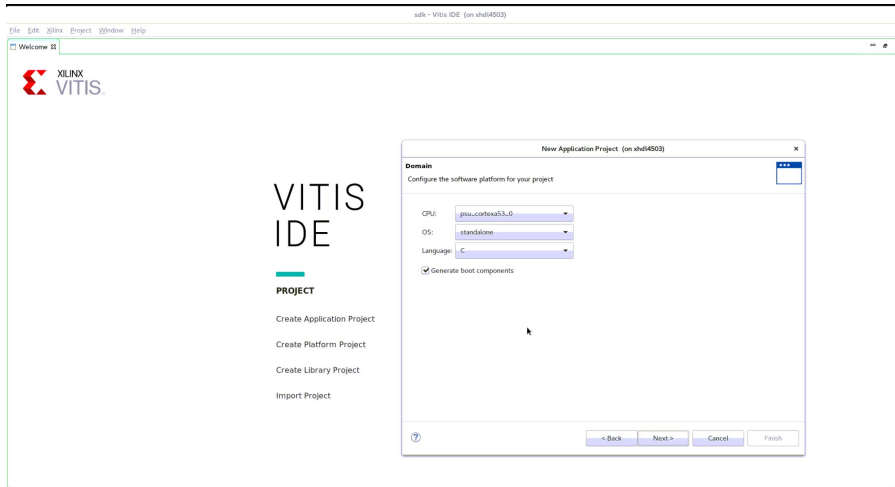 sdk - Vitis IDE (on xhdl4503)
File Edit Xilinx Project Window Help
Welcome
XILINX
VITIS
VITIS
IDE
PROJECT
Create Application Project
Create Platform Project
Create Library Project
Import Project
New Application Project (on xhdl4503)
Domain
Configure the software platform for your project
CPU: psu_cortexa53_0
OS: standalone
Language: C
Generate boot components
< Back Next > Cancel Finish